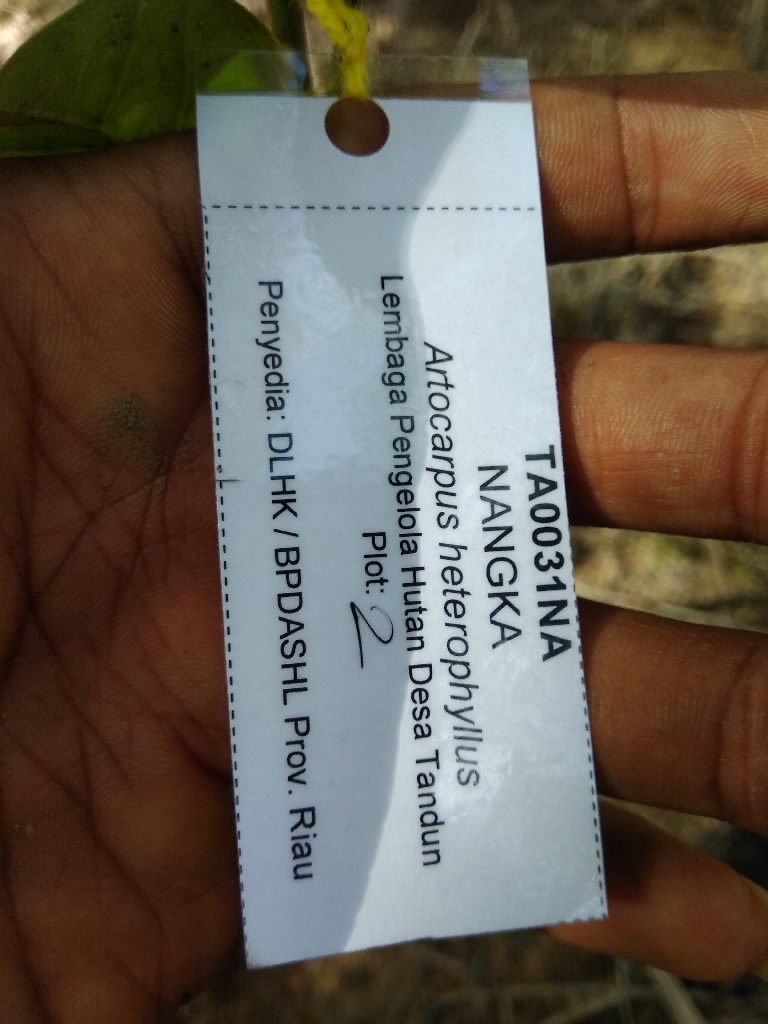 TA0031NA
NANGKA
Artocarpus heterophyllus
Lembaga Pengelola Hutan Desa Tandun
Plot: 2
Penyedia: DLHK / BPDASHL Prov. Riau